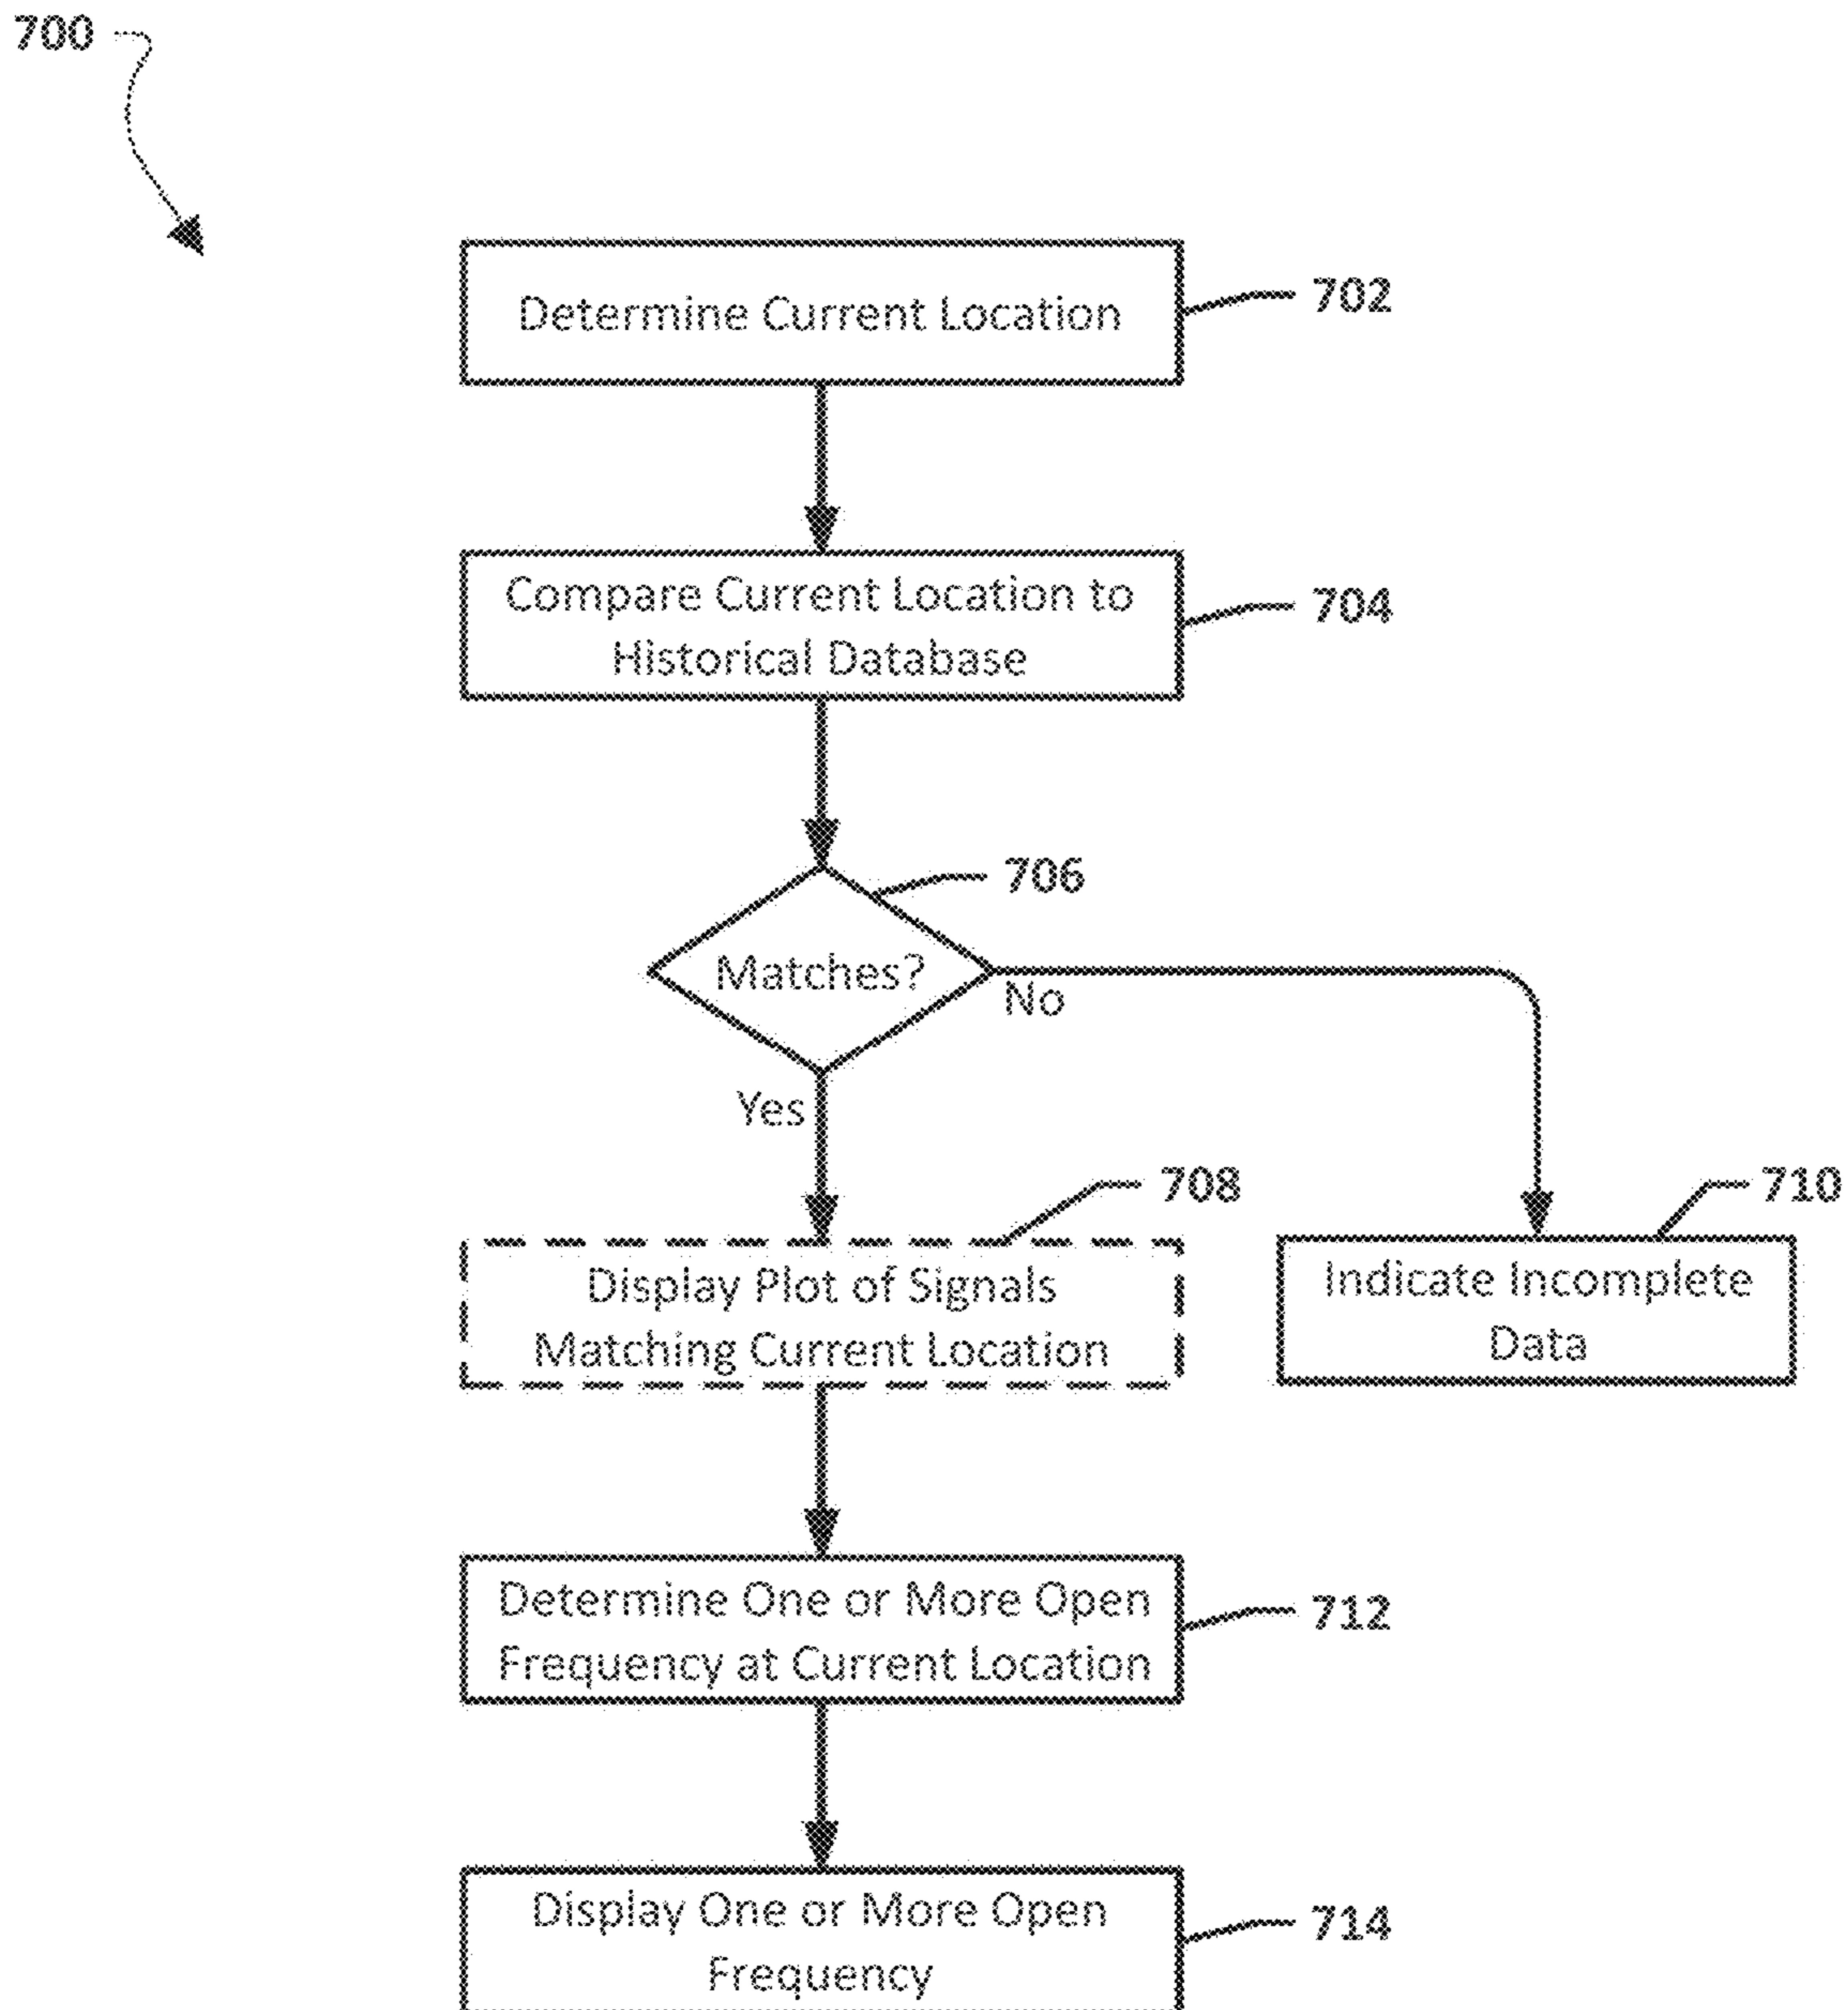 700
Determine Current Location
702
Compare Current Location to
Historical Database
704
706
Matches?
No
Yes
708
710
Display Plot of Signals
Matching Current Location
Indicate Incomplete
Data
Determine One or More Open
Frequency at Current Location
712
Display One or More Open
Frequency
714